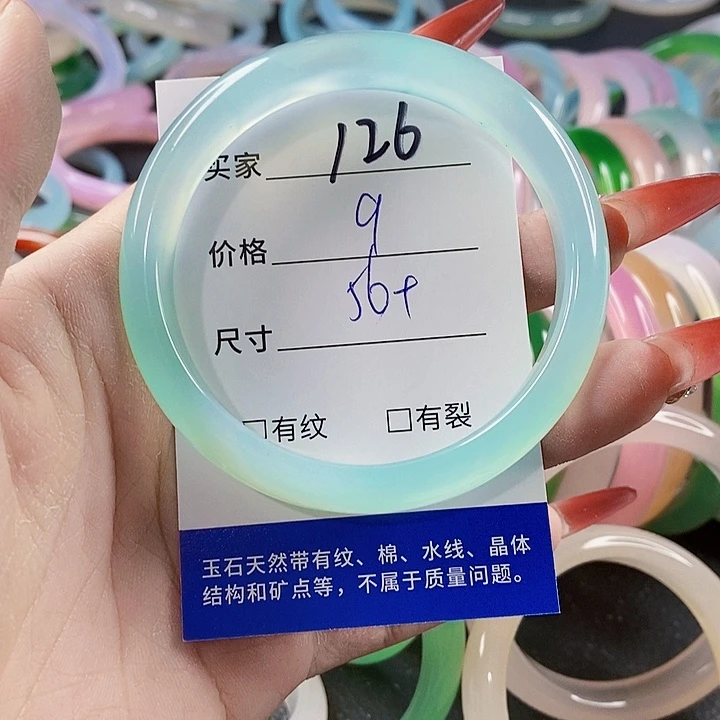 买家 126
价格 9
尺寸 56+
□有纹 □有裂
玉石天然带有纹、棉、水线、晶体
结构和矿点等，不属于质量问题。